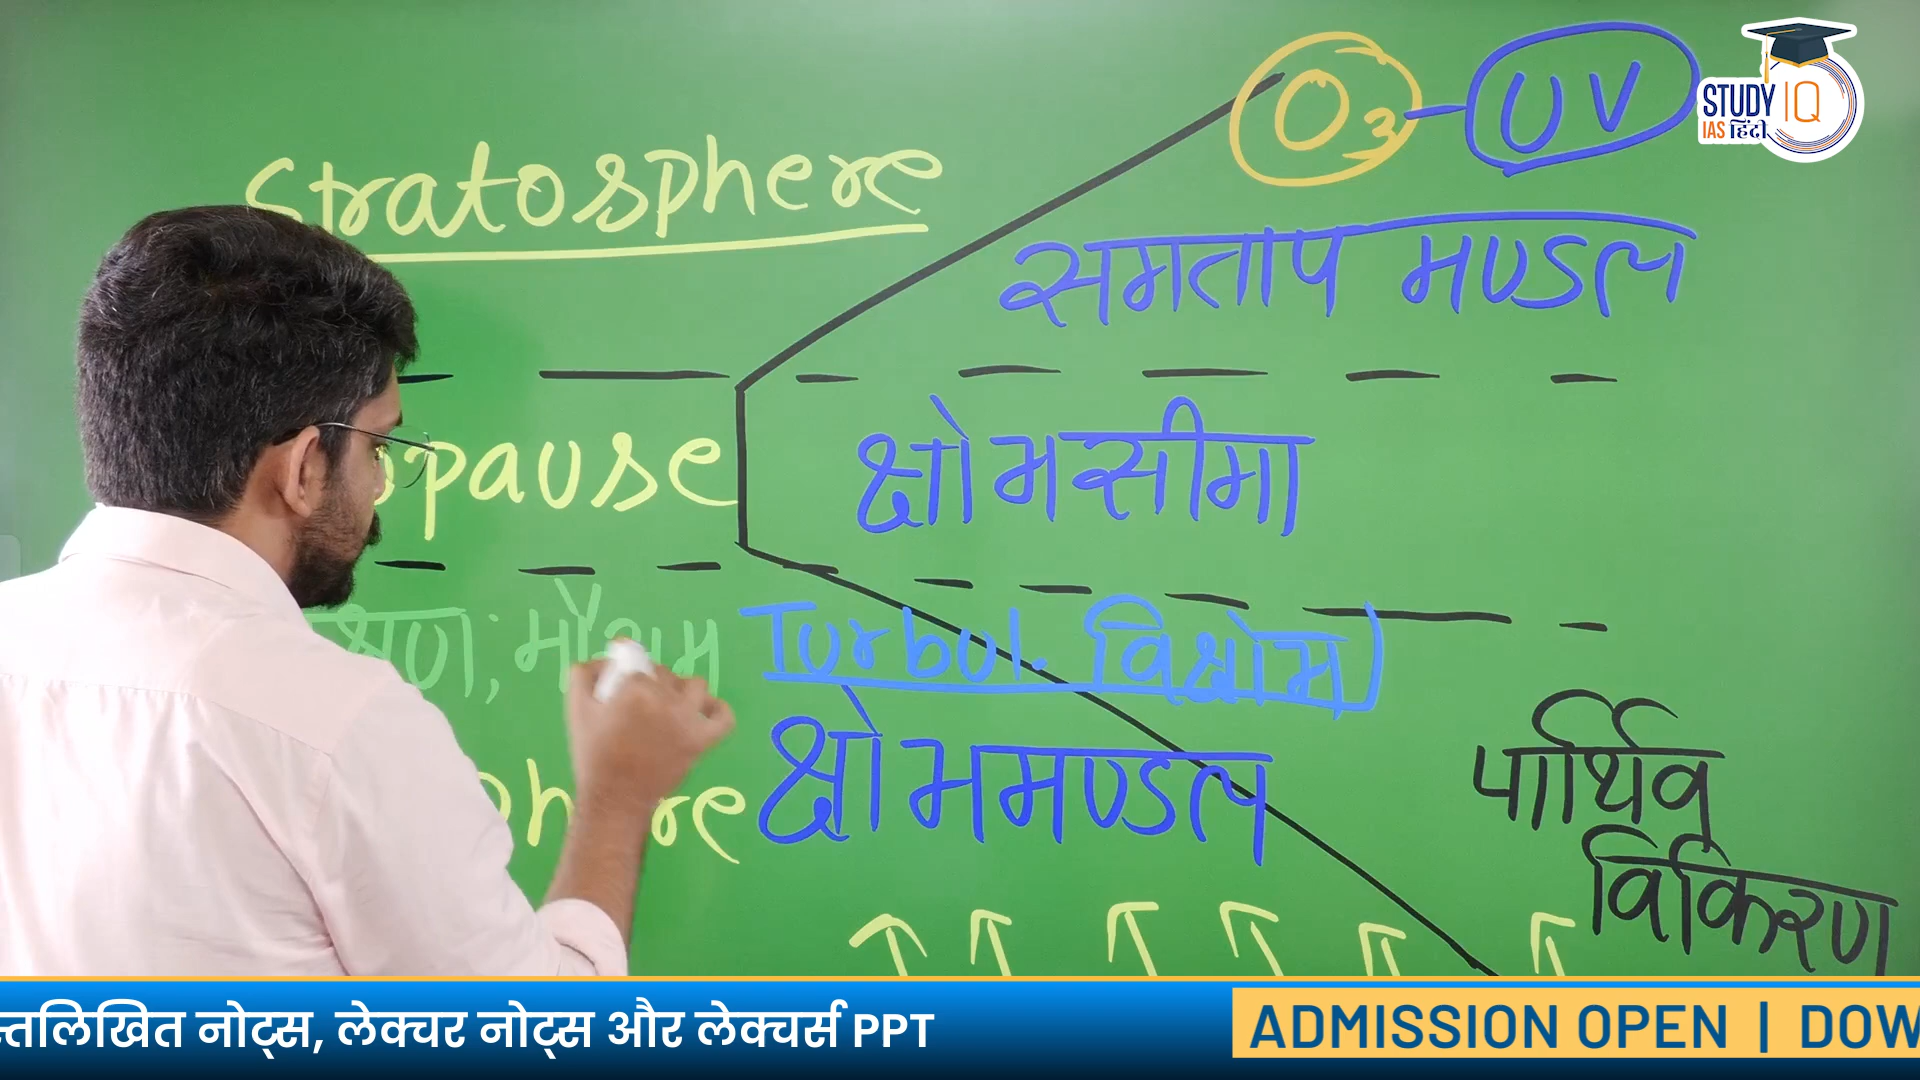 O3 - UV
STUDY IQ
IAS हिंदी
Stratosphere
समताप मण्डल
pause क्षोभसीमा
मौसम Turbul. विक्षोभ)
क्षोभमण्डल
पार्थिव
विकिरण
स्तलिखित नोट्स, लेक्चर नोट्स और लेक्चर्स PPT
ADMISSION OPEN | DOW